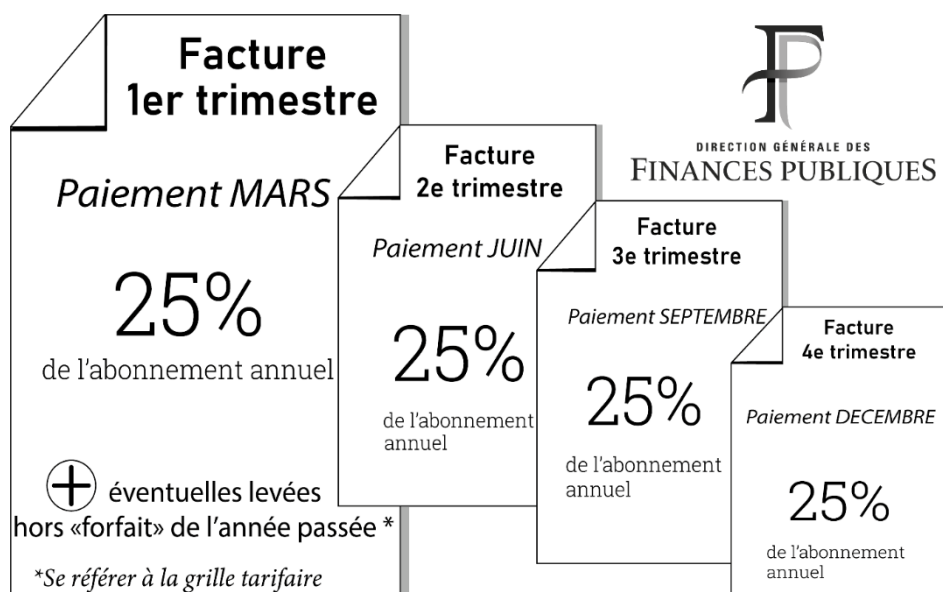 Facture
1er trimestre
Paiement MARS
25%
de l'abonnement annuel
+ éventuelles levées
hors «forfait» de l'année passée *
*Se référer à la grille tarifaire
Facture
2e trimestre
Paiement JUIN
25%
de l'abonnement
annuel
Facture
3e trimestre
Paiement SEPTEMBRE
25%
de l'abonnement
annuel
Facture
4e trimestre
Paiement DECEMBRE
25%
de l'abonnement
annuel
DIRECTION GÉNÉRALE DES
FINANCES PUBLIQUES